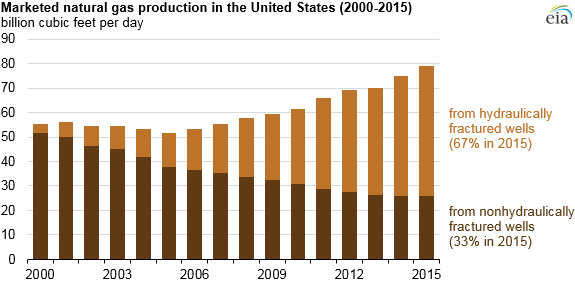 Marketed natural gas production in the United States (2000-2015)
billion cubic feet per day
eia
90
80
70
60
50
40
30
20
10
0
2000
2003
2006
2009
2012
2015
from hydraulically
fractured wells
(67% in 2015)
from nonhydraulically
fractured wells
(33% in 2015)